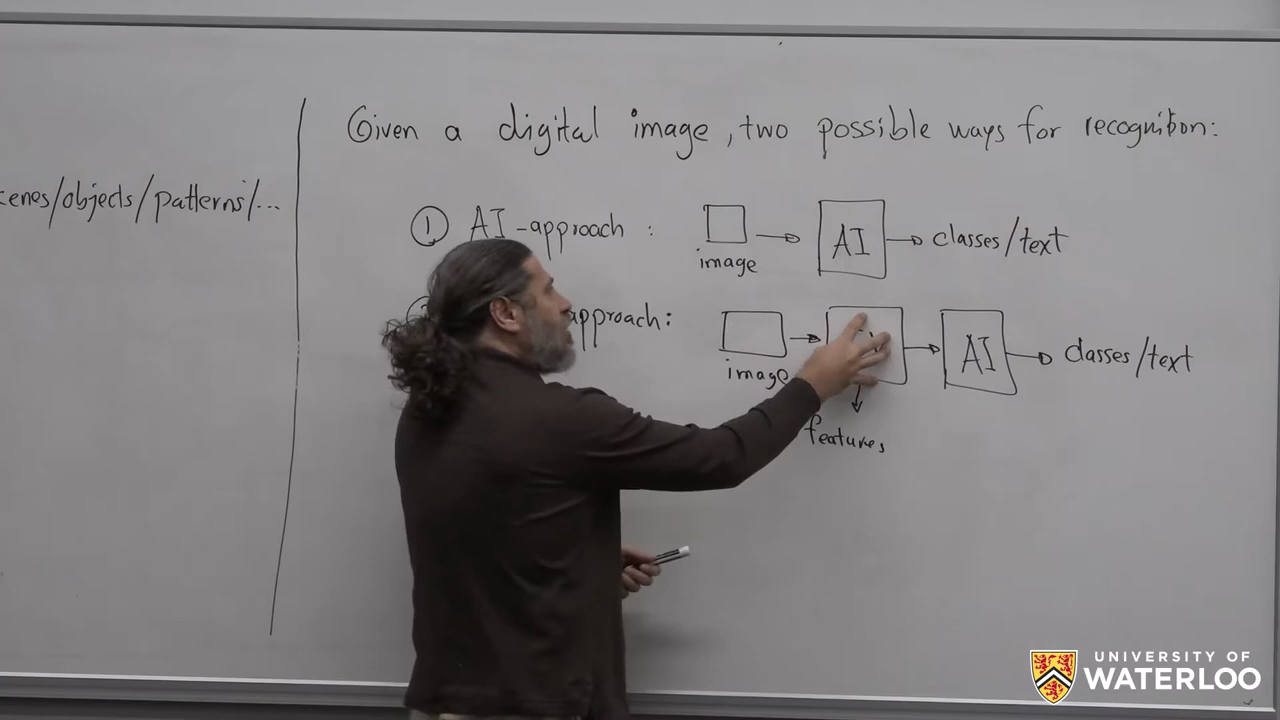 Given a digital image, two possible ways for recognition:
/objects/patterns/...
① AI-approach :
image
AI
classes/text
approach:
image
AI
classes/text
features
UNIVERSITY OF
WATERLOO